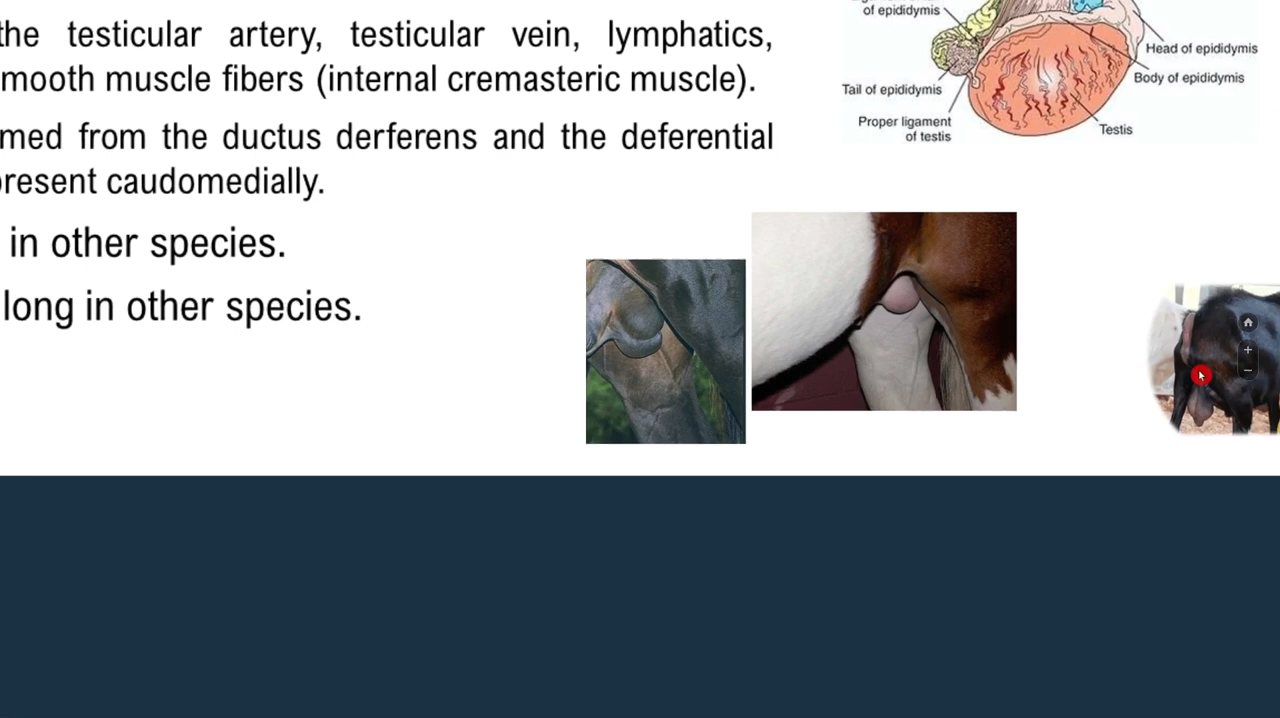 the testicular artery, testicular vein, lymphatics,
mooth muscle fibers (internal cremasteric muscle).
med from the ductus derferens and the deferential
resent caudomedially.
in other species.
long in other species.
of epididymis
Head of epididymis
Body of epididymis
Tail of epididymis
Proper ligament
of testis
Testis